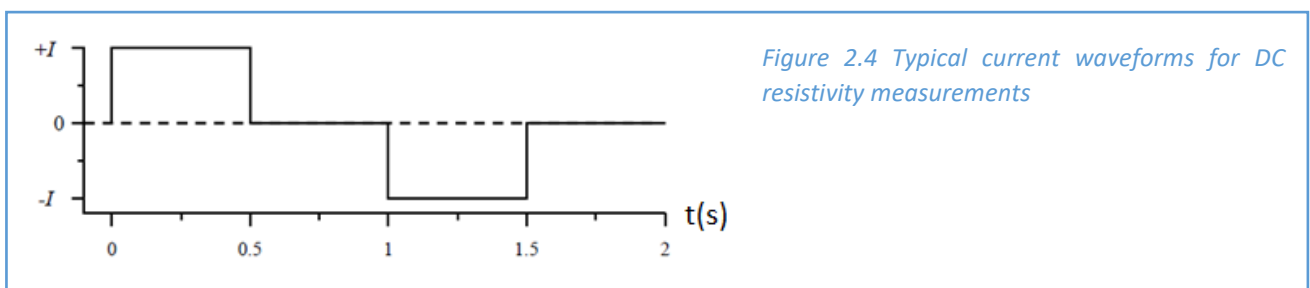 +I
0
-I
t(s)
0
0.5
1
1.5
2
Figure 2.4 Typical current waveforms for DC
resistivity measurements